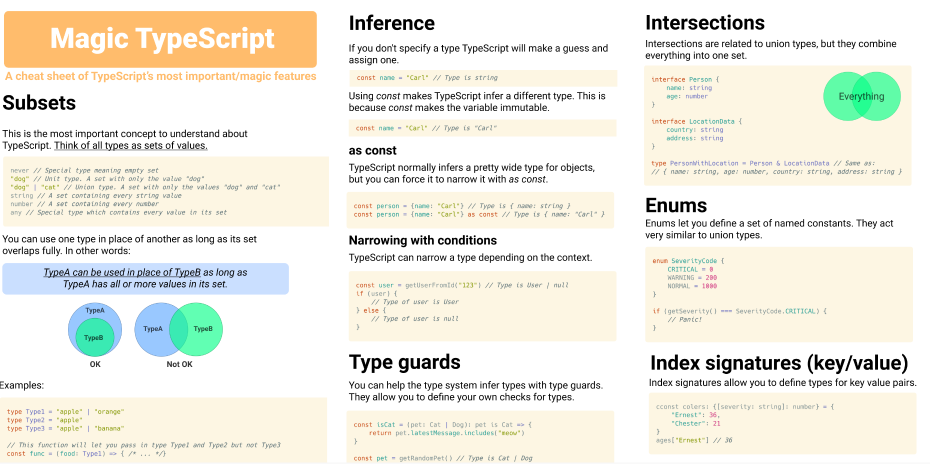 Magic TypeScript
A cheat sheet of TypeScript's most important/magic features
Subsets
This is the most important concept to understand about
TypeScript. Think of all types as sets of values.
never // Special type meaning empty set
"dog" // Unit type. A set with only the value "dog"
"dog" | "cat" // Union type. A set with only the values "dog" and "cat"
string // A set containing every string value
number // A set containing every number
any // Special type which contains every value in its set
You can use one type in place of another as long as its set
overlaps fully. In other words:
TypeA can be used in place of TypeB as long as
TypeA has all or more values in its set.
TypeA
TypeB
TypeA
TypeB
OK
Not OK
Examples:
type Type1 = "apple" | "orange"
type Type2 = "apple"
type Type3 = "apple" | "banana"
// This function will let you pass in type Type1 and Type2 but not Type3
const func = (food: Type1) => { /* ... */}
Inference
If you don't specify a type TypeScript will make a guess and
assign one.
const name = "Carl" // Type is string
Using const makes TypeScript infer a different type. This is
because const makes the variable immutable.
const name = "Carl" // Type is "Carl"
as const
TypeScript normally infers a pretty wide type for objects,
but you can force it to narrow it with as const.
const person = {name: "Carl"} // Type is { name: string }
const person = {name: "Carl"} as const // Type is { name: "Carl" }
Narrowing with conditions
TypeScript can narrow a type depending on the context.
const user = getUserFromId("123") // Type is User | null
if (user) {
// Type of user is User
} else {
// Type of user is null
}
Type guards
You can help the type system infer types with type guards.
They allow you to define your own checks for types.
const isCat = (pet: Cat | Dog): pet is Cat => {
return pet.latestMessage.includes("meow")
}
const pet = getRandomPet() // Type is Cat | Dog
Intersections
Intersections are related to union types, but they combine
everything into one set.
interface Person {
name: string
age: number
}
Everything
interface LocationData {
country: string
address: string
}
type PersonWithLocation = Person & LocationData // Same as:
// { name: string, age: number, country: string, address: string }
Enums
Enums let you define a set of named constants. They act
very similar to union types.
enum SeverityCode {
CRITICAL = 0
WARNING = 200
NORMAL = 1000
}
if (getSeverity() === SeverityCode.CRITICAL) {
// Panic!
}
Index signatures (key/value)
Index signatures allow you to define types for key value pairs.
cconst colers: {[severity: string]: number} = {
"Ernest": 36,
"Chester": 21
}
ages["Ernest"] // 36